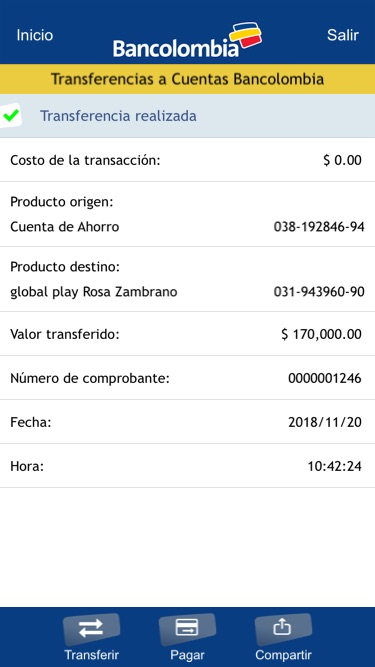 Inicio
Bancolombia
Salir
Transferencias a Cuentas Bancolombia
Transferencia realizada
Costo de la transacción: $ 0.00
Producto origen:
Cuenta de Ahorro 038-192846-94
Producto destino:
global play Rosa Zambrano 031-943960-90
Valor transferido: $ 170,000.00
Número de comprobante: 0000001246
Fecha: 2018/11/20
Hora: 10:42:24
Transferir Pagar Compartir